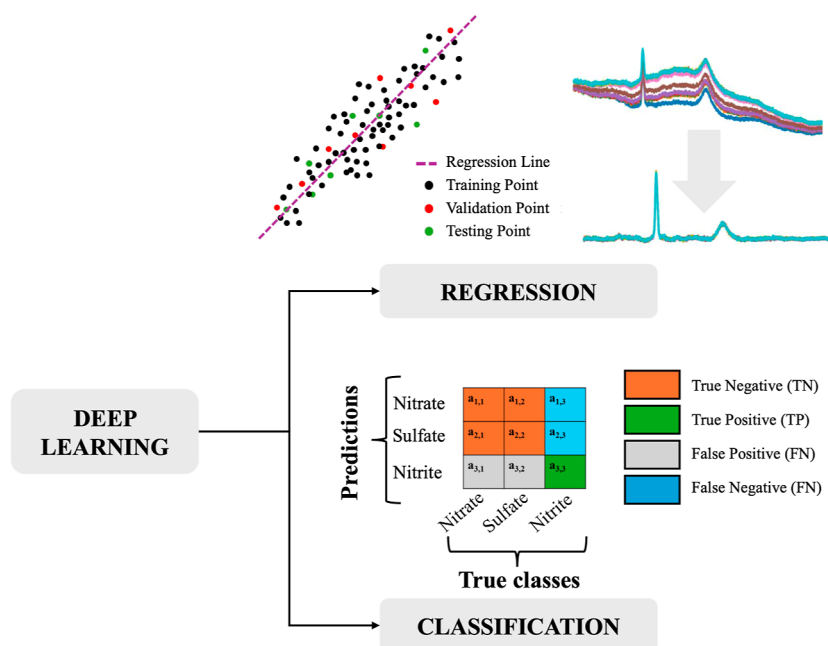 Regression Line
Training Point
Validation Point
Testing Point
REGRESSION
DEEP
LEARNING
Predictions
Nitrate
Sulfate
Nitrite
a1,1 a1,2 a1,3
a2,1 a2,2 a2,3
a3,1 a3,2 a3,3
Nitrate Sulfate Nitrite
True classes
True Negative (TN)
True Positive (TP)
False Positive (FN)
False Negative (FN)
CLASSIFICATION